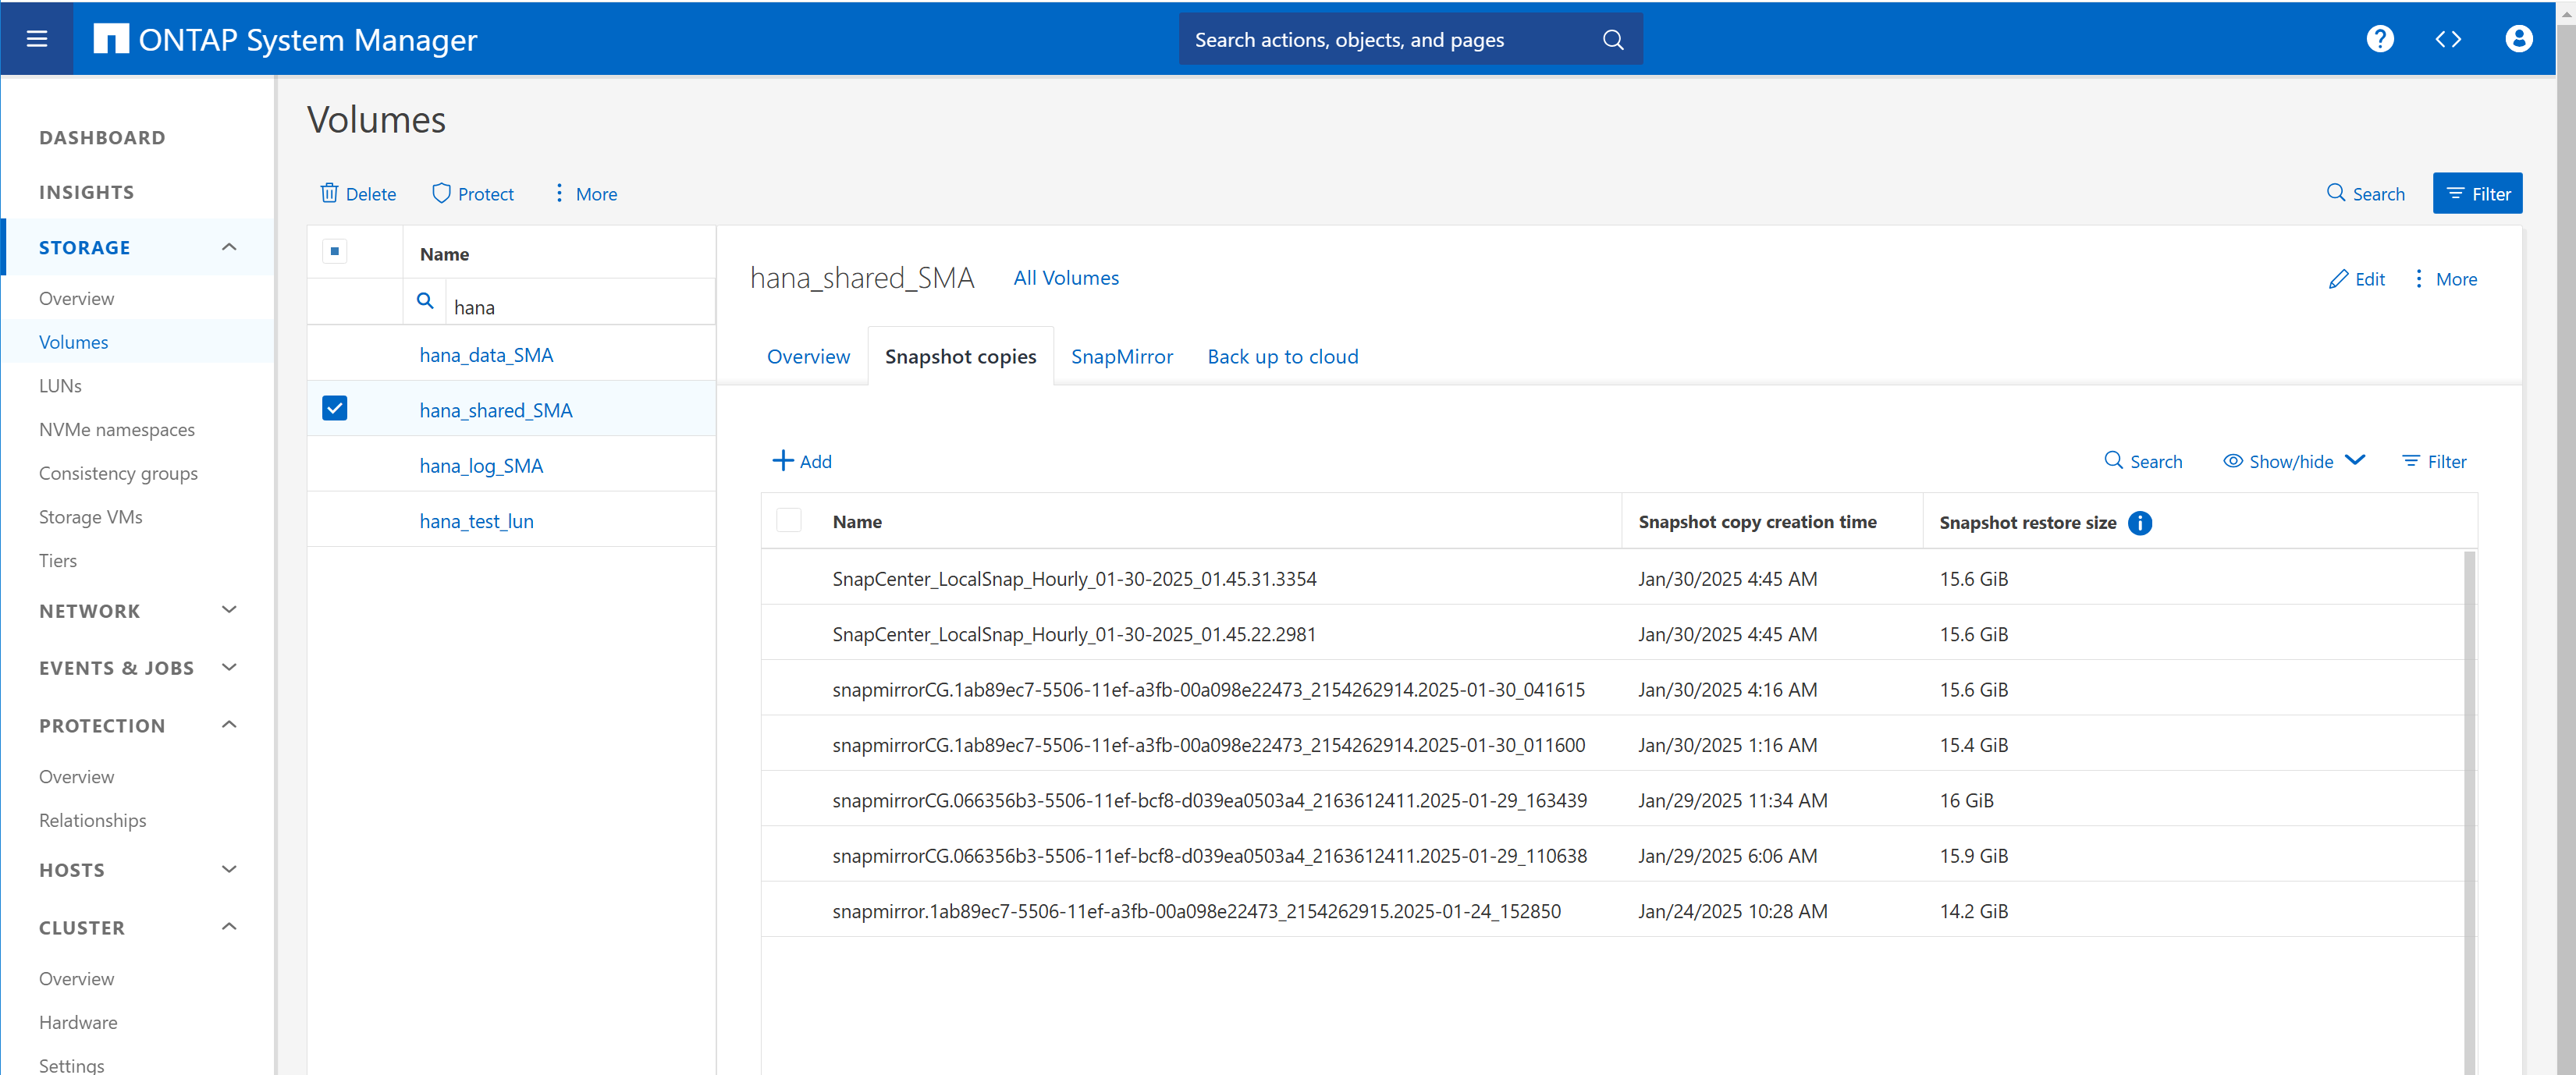 ONTAP System Manager
Search actions, objects, and pages
DASHBOARD
INSIGHTS
STORAGE
Overview
Volumes
LUNs
NVMe namespaces
Consistency groups
Storage VMs
Tiers
NETWORK
EVENTS & JOBS
PROTECTION
Overview
Relationships
HOSTS
CLUSTER
Overview
Hardware
Settings
Volumes
Delete Protect More
Search Filter
Name
hana
hana_data_SMA
hana_shared_SMA
hana_log_SMA
hana_test_lun
hana_shared_SMA All Volumes
Edit More
Overview Snapshot copies SnapMirror Back up to cloud
Add
Search Show/hide Filter
Name Snapshot copy creation time Snapshot restore size
SnapCenter_LocalSnap_Hourly_01-30-2025_01.45.31.3354 Jan/30/2025 4:45 AM 15.6 GiB
SnapCenter_LocalSnap_Hourly_01-30-2025_01.45.22.2981 Jan/30/2025 4:45 AM 15.6 GiB
snapmirrorCG.1ab89ec7-5506-11ef-a3fb-00a098e22473_2154262914.2025-01-30_041615 Jan/30/2025 4:16 AM 15.6 GiB
snapmirrorCG.1ab89ec7-5506-11ef-a3fb-00a098e22473_2154262914.2025-01-30_011600 Jan/30/2025 1:16 AM 15.4 GiB
snapmirrorCG.066356b3-5506-11ef-bcf8-d039ea0503a4_2163612411.2025-01-29_163439 Jan/29/2025 11:34 AM 16 GiB
snapmirrorCG.066356b3-5506-11ef-bcf8-d039ea0503a4_2163612411.2025-01-29_110638 Jan/29/2025 6:06 AM 15.9 GiB
snapmirror.1ab89ec7-5506-11ef-a3fb-00a098e22473_2154262915.2025-01-24_152850 Jan/24/2025 10:28 AM 14.2 GiB